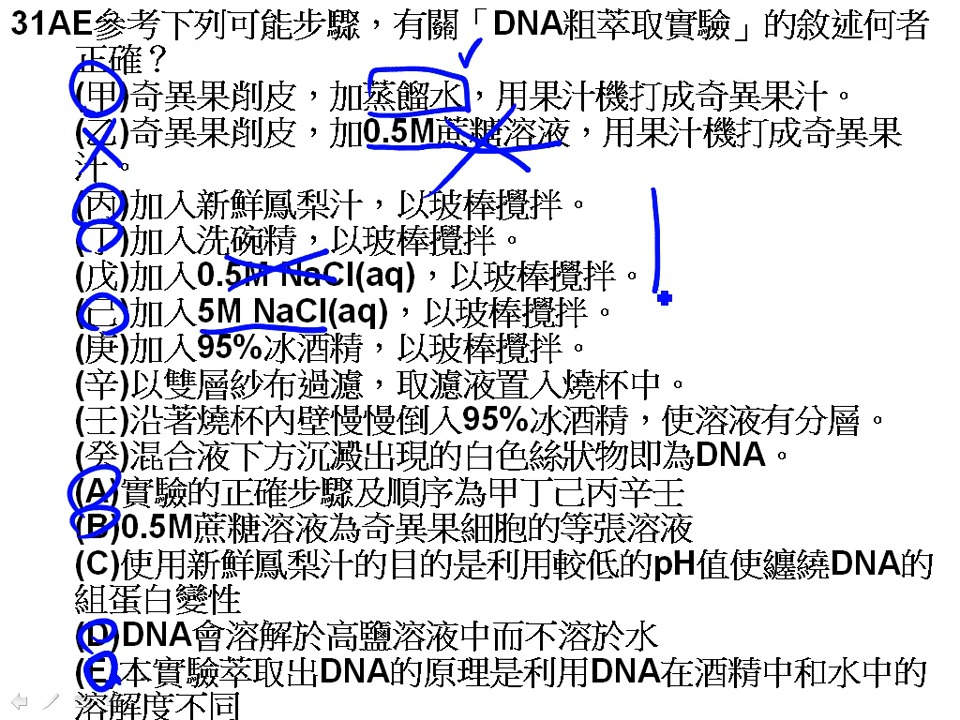 31AE參考下列可能步驟，有關「DNA粗萃取實驗」的敘述何者
正確？
(甲)奇異果削皮，加蒸餾水，用果汁機打成奇異果汁。
(乙)奇異果削皮，加0.5M蔗糖溶液，用果汁機打成奇異果
汁。
(丙)加入新鮮鳳梨汁，以玻棒攪拌。
(丁)加入洗碗精，以玻棒攪拌。
(戊)加入0.5M NaCl(aq)，以玻棒攪拌。
(己)加入5M NaCl(aq)，以玻棒攪拌。
(庚)加入95%冰酒精，以玻棒攪拌。
(辛)以雙層紗布過濾，取濾液置入燒杯中。
(壬)沿著燒杯內壁慢慢倒入95%冰酒精，使溶液有分層。
(癸)混合液下方沉澱出現的白色絲狀物即為DNA。
(A)實驗的正確步驟及順序為甲丁己丙辛壬
(B)0.5M蔗糖溶液為奇異果細胞的等張溶液
(C)使用新鮮鳳梨汁的目的是利用較低的pH值使纏繞DNA的
組蛋白變性
(D)DNA會溶解於高鹽溶液中而不溶於水
(E)本實驗萃取出DNA的原理是利用DNA在酒精中和水中的
溶解度不同